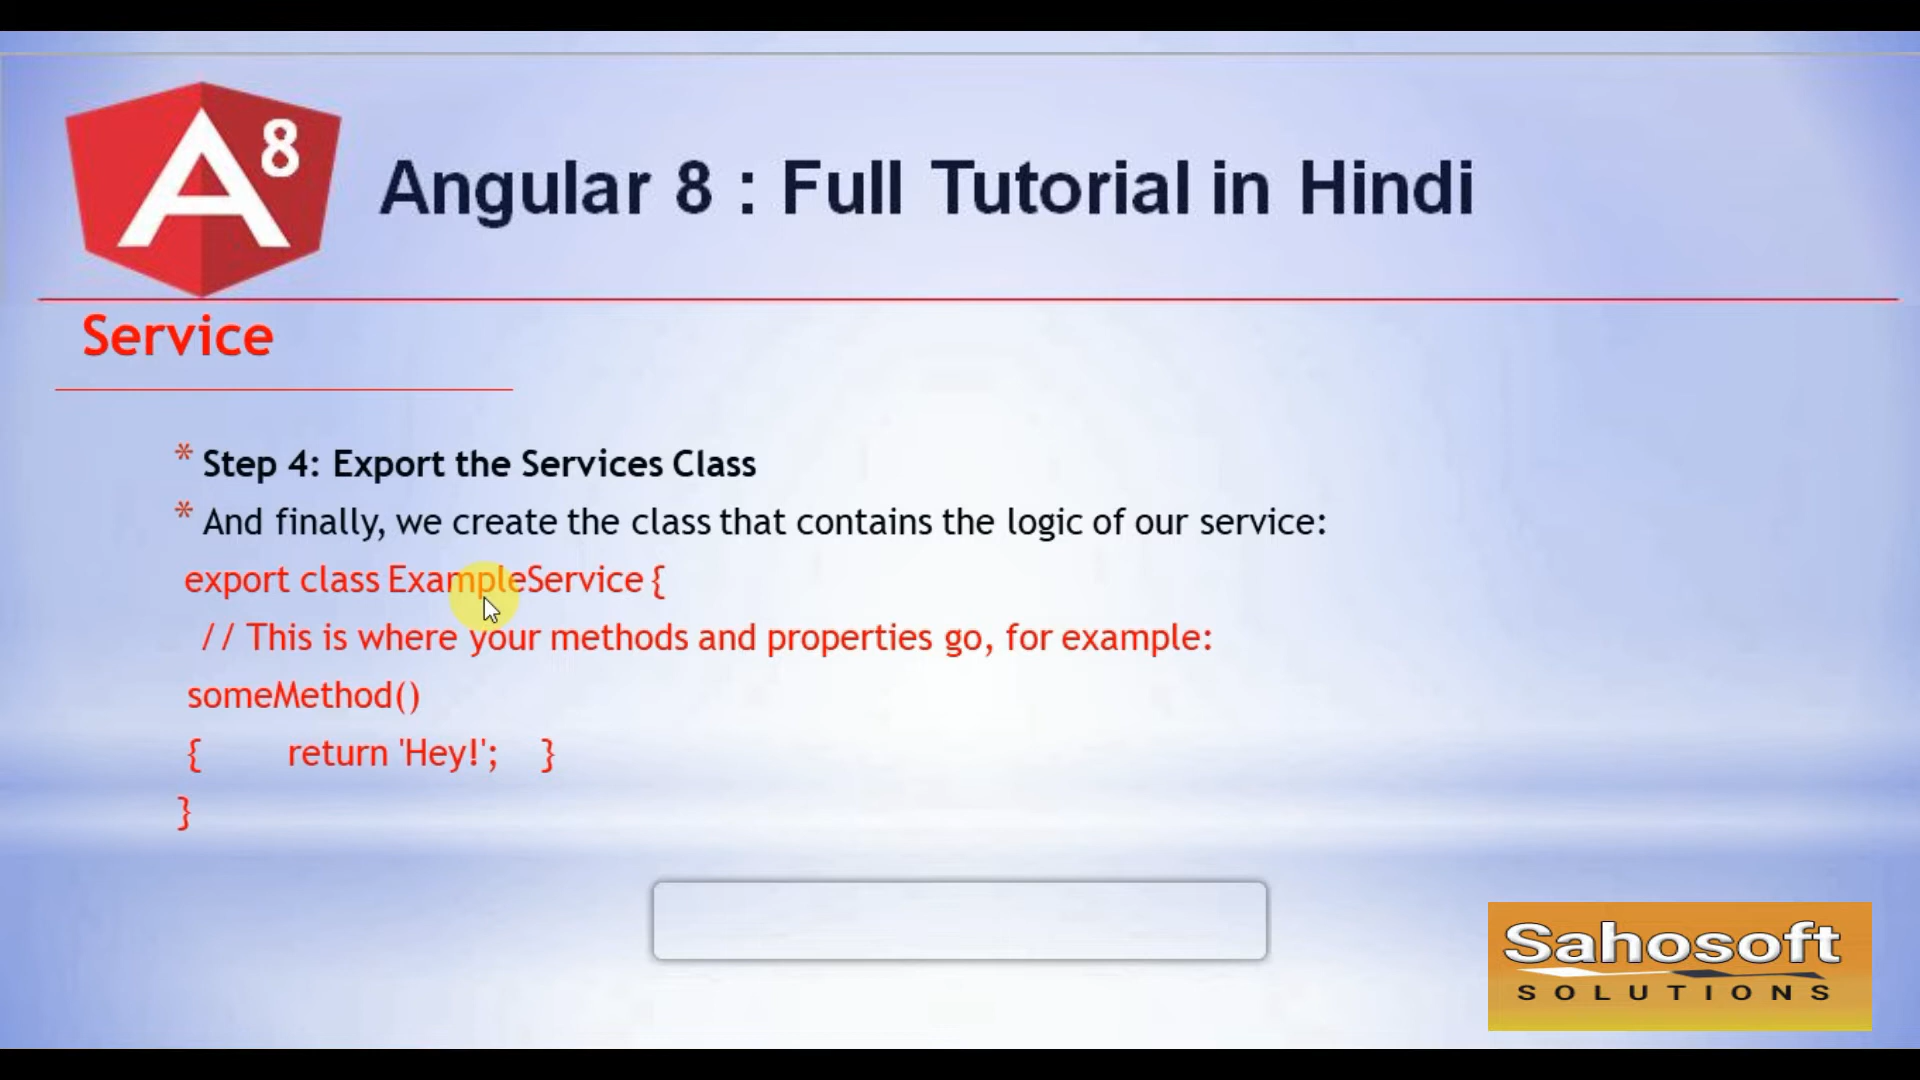 A8
Angular 8 : Full Tutorial in Hindi
Service
* Step 4: Export the Services Class
* And finally, we create the class that contains the logic of our service:
export class ExampleService {
// This is where your methods and properties go, for example:
someMethod()
{ return 'Hey!'; }
}
Sahosoft
SOLUTIONS